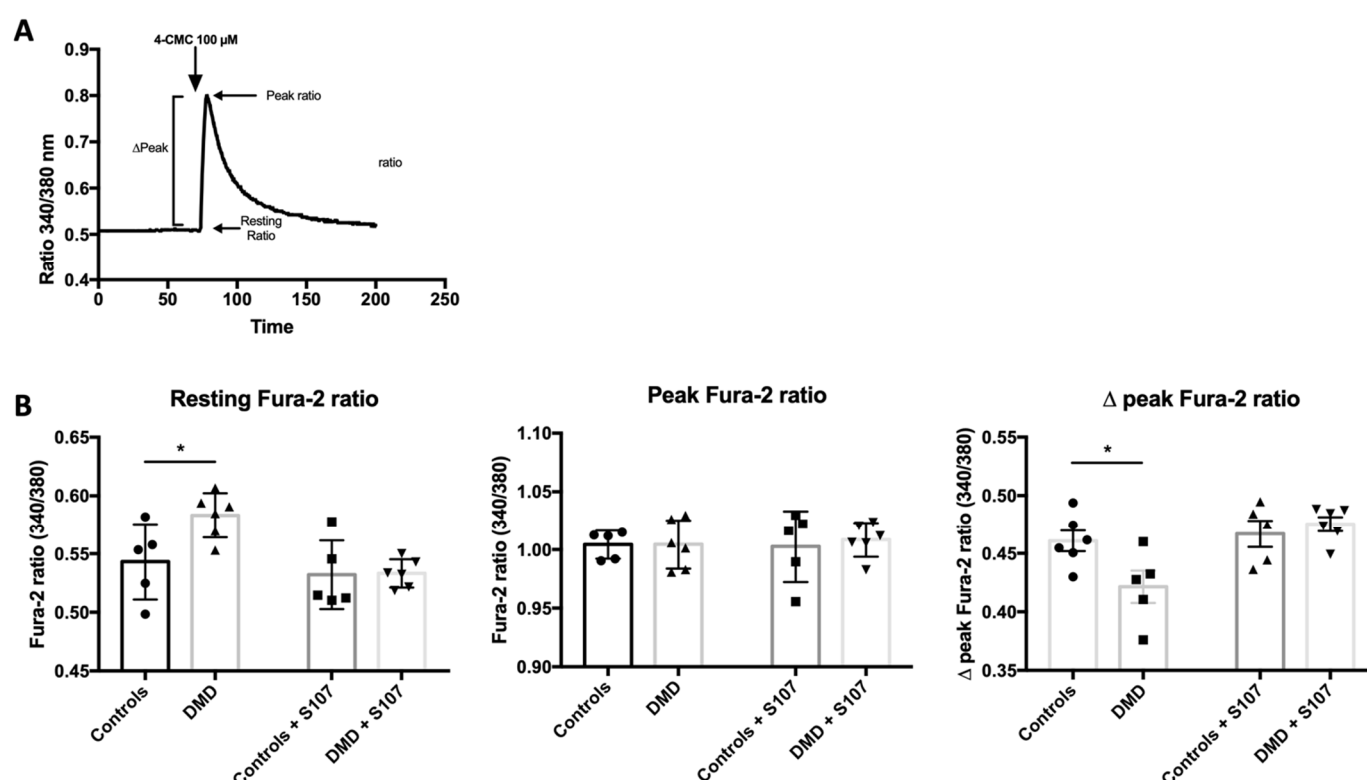 A
4-CMC 100 µM
0.9
0.8
0.7
0.6
0.5
0.4
Ratio 340/380 nm
ΔPeak
Peak ratio
ratio
Resting
Ratio
0 50 100 150 200 250
Time
B
Resting Fura-2 ratio
Fura-2 ratio (340/380)
0.65
0.60
0.55
0.50
0.45
*
Controls
DMD
Controls + S107
DMD + S107
Peak Fura-2 ratio
Fura-2 ratio (340/380)
1.10
1.05
1.00
0.95
0.90
Controls
DMD
Controls + S107
DMD + S107
Δ peak Fura-2 ratio
Δ peak Fura-2 ratio (340/380)
0.55
0.50
0.45
0.40
0.35
*
Controls
DMD
Controls + S107
DMD + S107